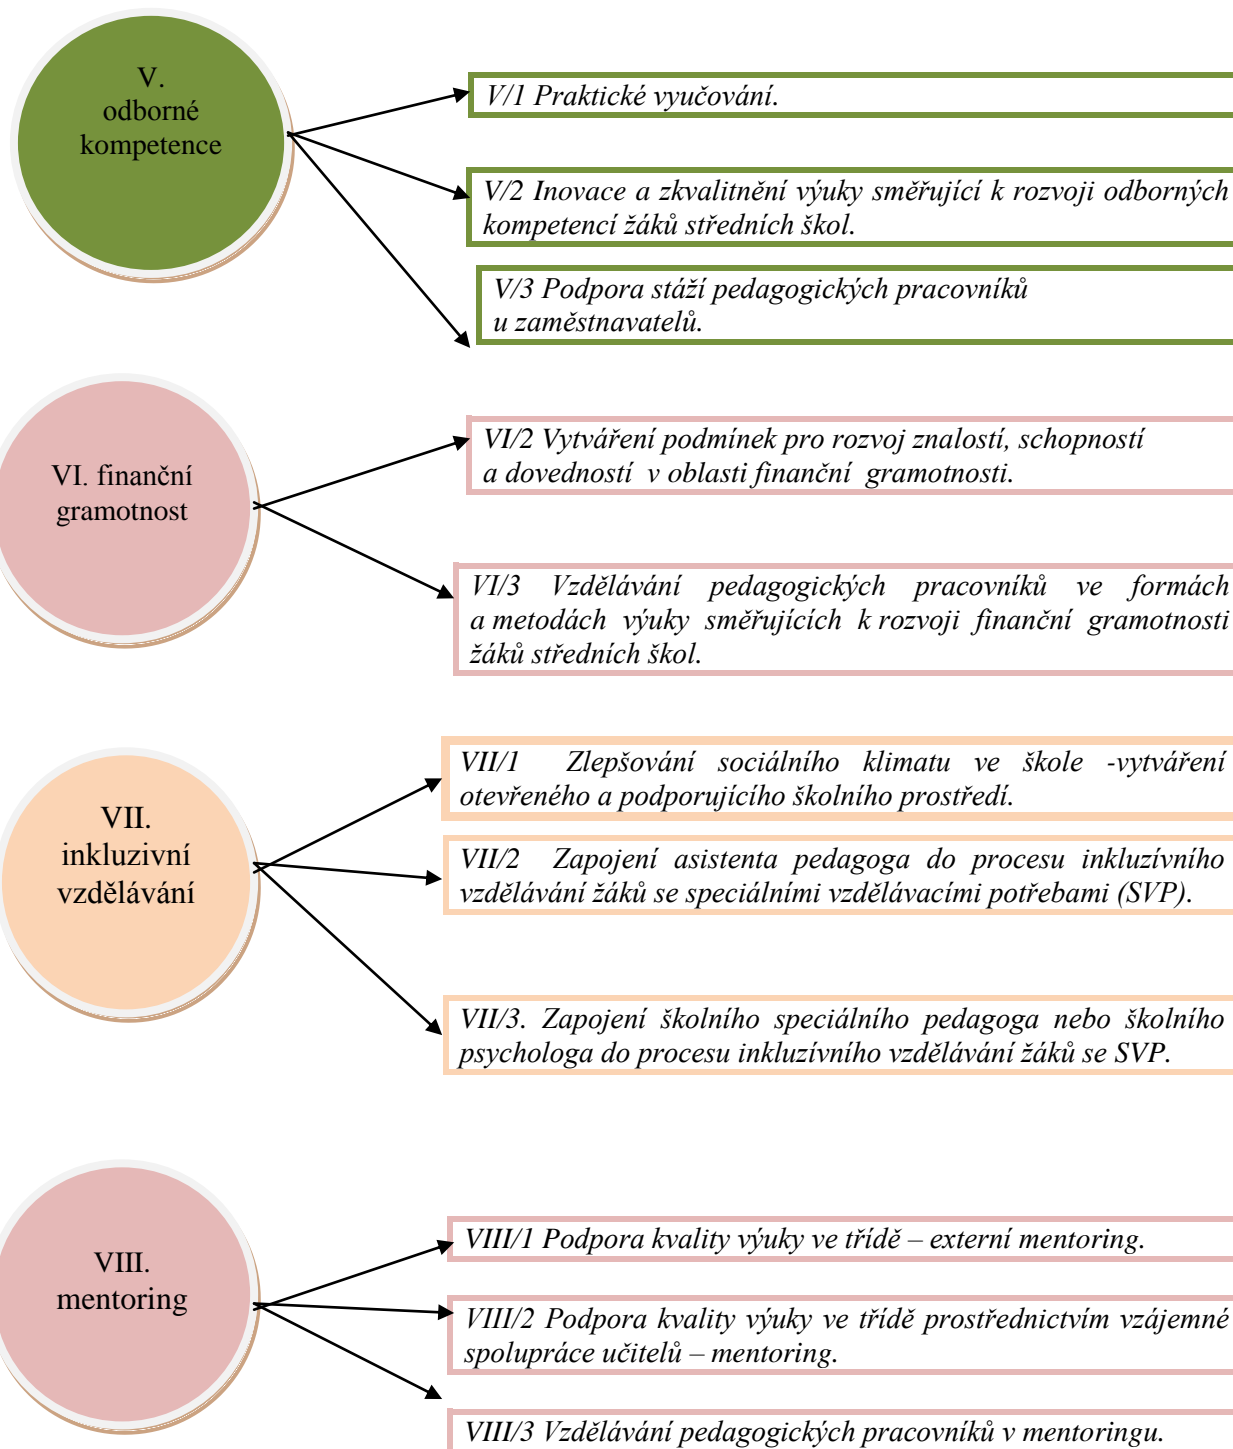 V.
odborné
kompetence
V/1 Praktické vyučování.
V/2 Inovace a zkvalitnění výuky směřující k rozvoji odborných
kompetencí žáků středních škol.
V/3 Podpora stáží pedagogických pracovníků
u zaměstnavatelů.
VI. finanční
gramotnost
VI/2 Vytváření podmínek pro rozvoj znalostí, schopností
a dovedností v oblasti finanční gramotnosti.
VI/3 Vzdělávání pedagogických pracovníků ve formách
a metodách výuky směřujících k rozvoji finanční gramotnosti
žáků středních škol.
VII.
inkluzivní
vzdělávání
VII/1 Zlepšování sociálního klimatu ve škole -vytváření
otevřeného a podporujícího školního prostředí.
VII/2 Zapojení asistenta pedagoga do procesu inkluzívního
vzdělávání žáků se speciálními vzdělávacími potřebami (SVP).
VII/3. Zapojení školního speciálního pedagoga nebo školního
psychologa do procesu inkluzívního vzdělávání žáků se SVP.
VIII.
mentoring
VIII/1 Podpora kvality výuky ve třídě – externí mentoring.
VIII/2 Podpora kvality výuky ve třídě prostřednictvím vzájemné
spolupráce učitelů – mentoring.
VIII/3 Vzdělávání pedagogických pracovníků v mentoringu.